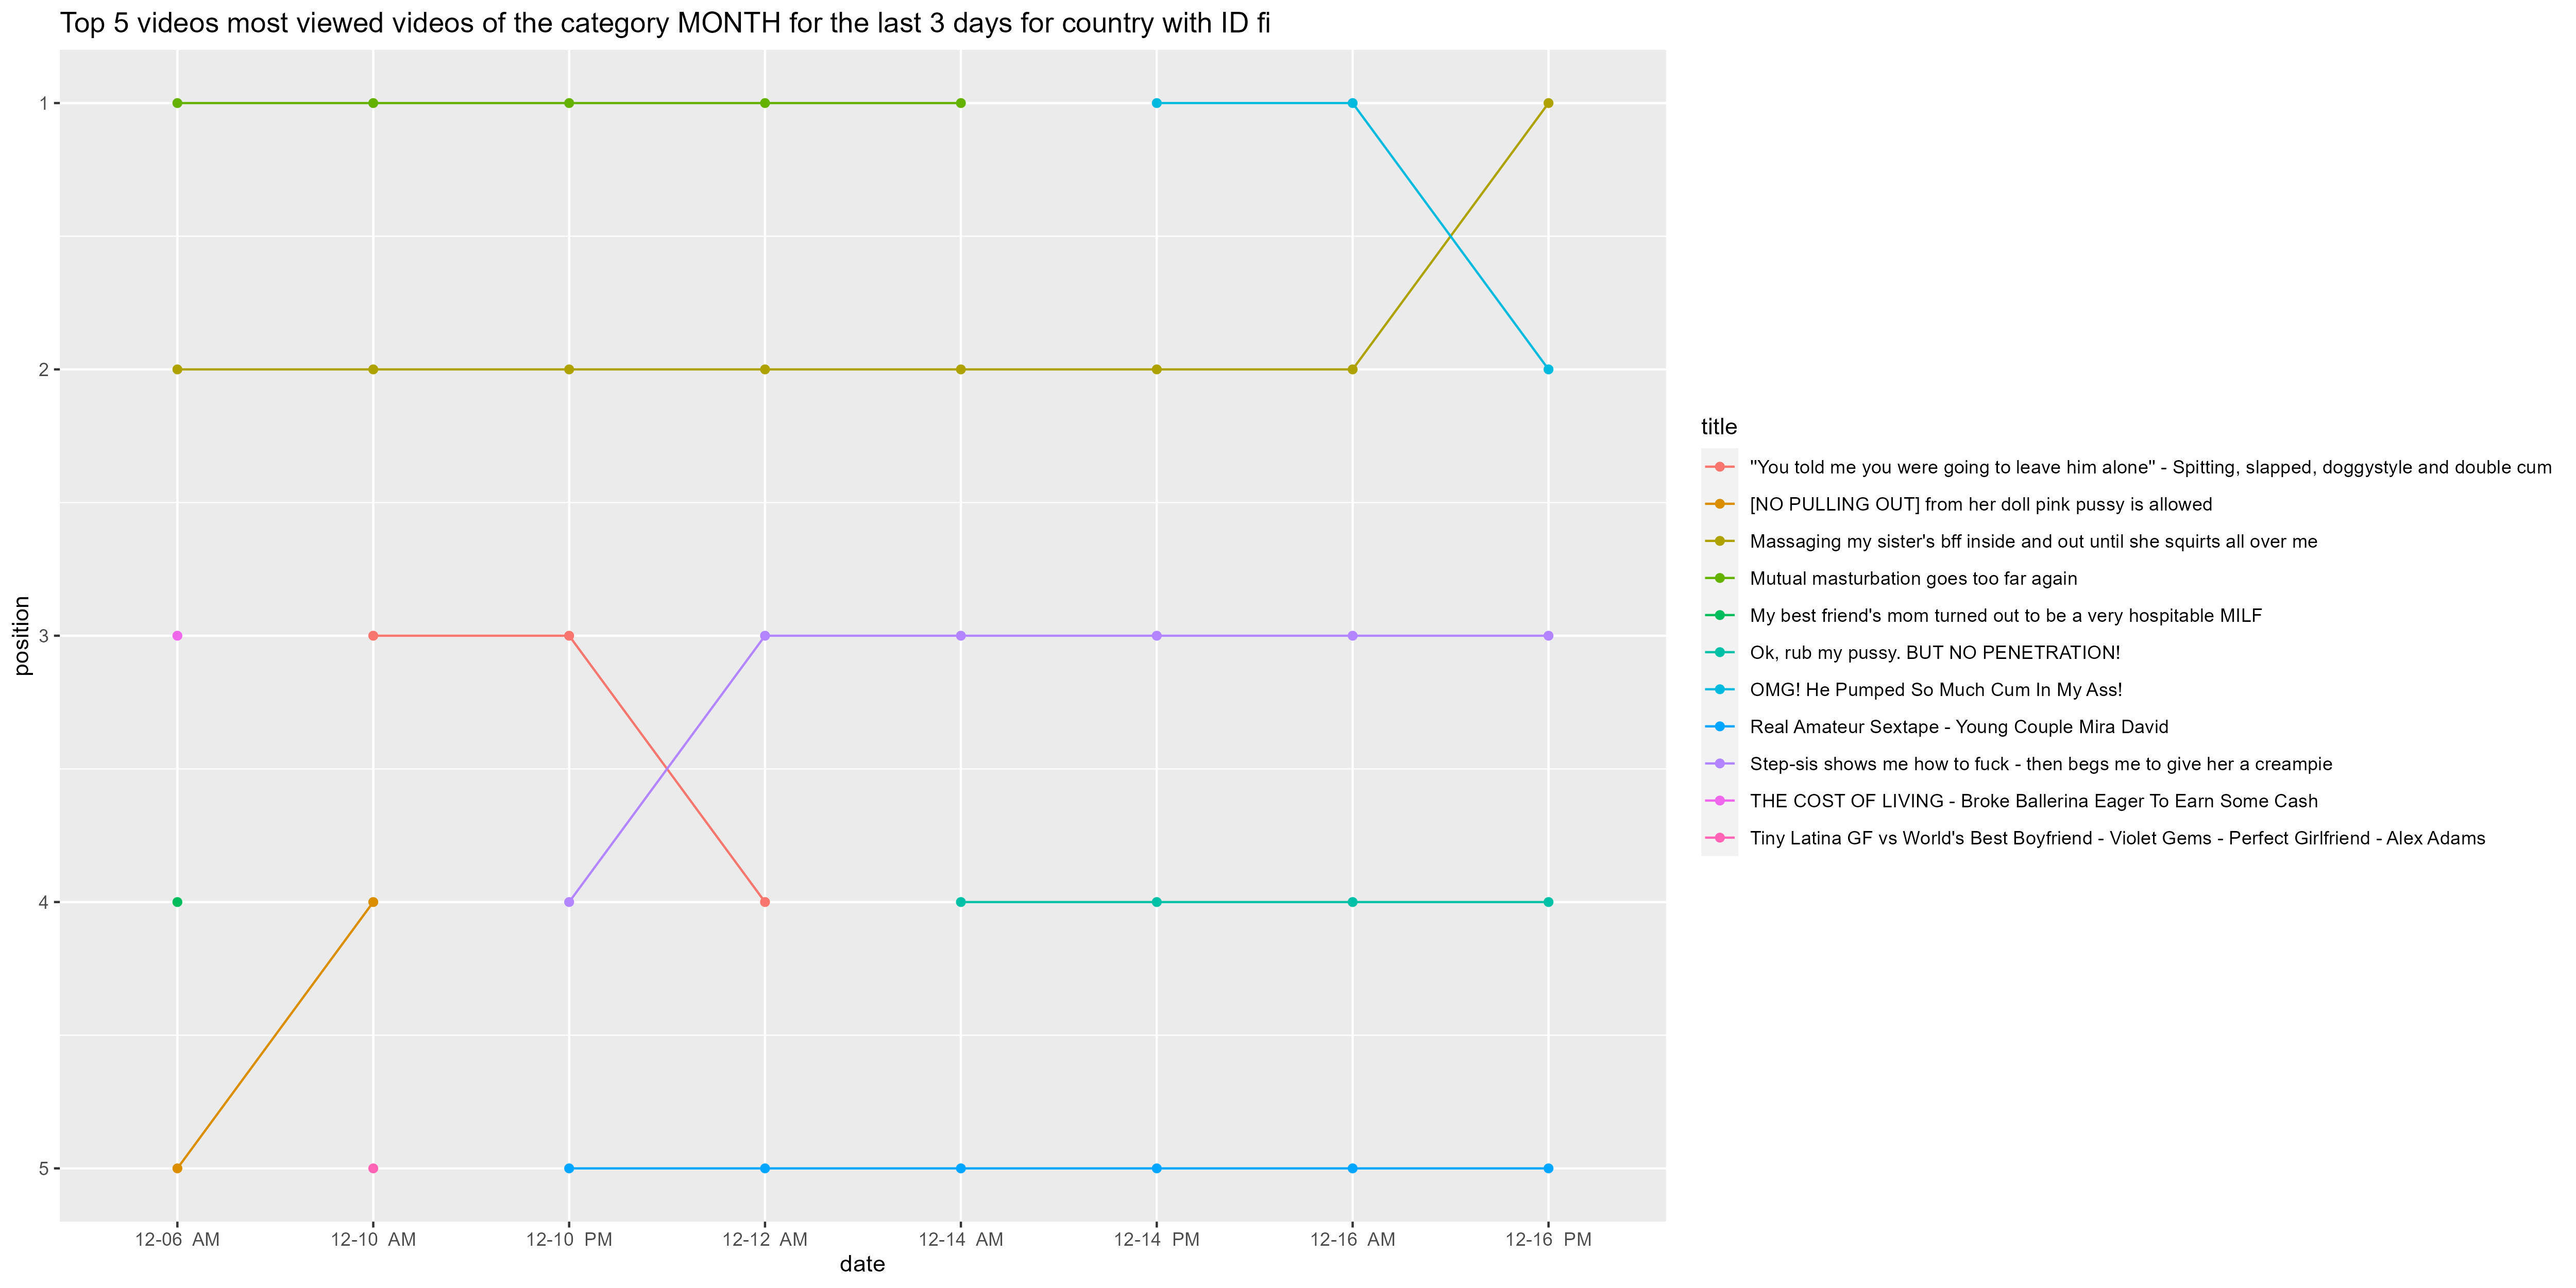 Top 5 videos most viewed videos of the category MONTH for the last 3 days for country with ID fi
1
2
3
4
5
position
12-06 AM
12-10 AM
12-10 PM
12-12 AM
12-14 AM
12-14 PM
12-16 AM
12-16 PM
date
title
"You told me you were going to leave him alone" - Spitting, slapped, doggystyle and double cum
[NO PULLING OUT] from her doll pink pussy is allowed
Massaging my sister's bff inside and out until she squirts all over me
Mutual masturbation goes too far again
My best friend's mom turned out to be a very hospitable MILF
Ok, rub my pussy. BUT NO PENETRATION!
OMG! He Pumped So Much Cum In My Ass!
Real Amateur Sextape - Young Couple Mira David
Step-sis shows me how to fuck - then begs me to give her a creampie
THE COST OF LIVING - Broke Ballerina Eager To Earn Some Cash
Tiny Latina GF vs World's Best Boyfriend - Violet Gems - Perfect Girlfriend - Alex Adams